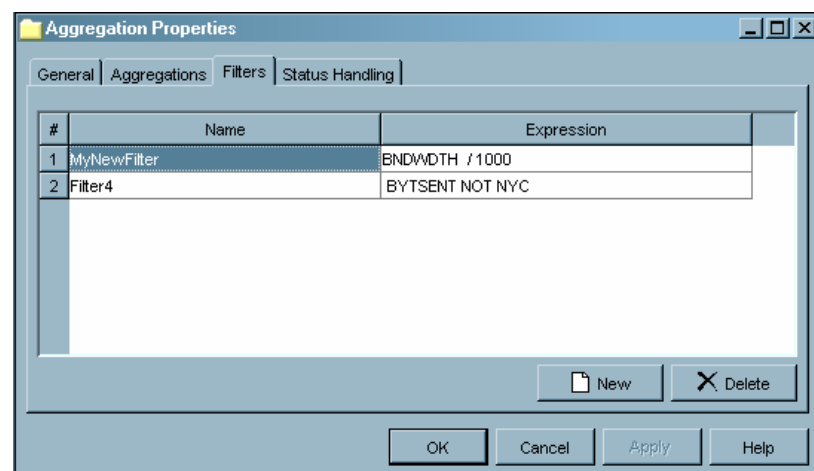 Aggregation Properties
General Aggregations Filters Status Handling
# Name Expression
1 MyNewFilter BNDWDTH / 1000
2 Filter4 BYTSENT NOT NYC
New Delete
OK Cancel Apply Help